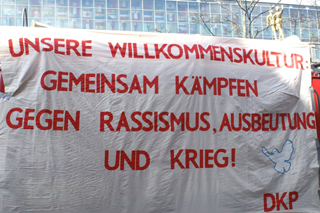 UNSERE WILLKOMMENSKULTUR:
GEMEINSAM KÄMPFEN
GEGEN RASSISMUS, AUSBEUTUNG
UND KRIEG!
DKP